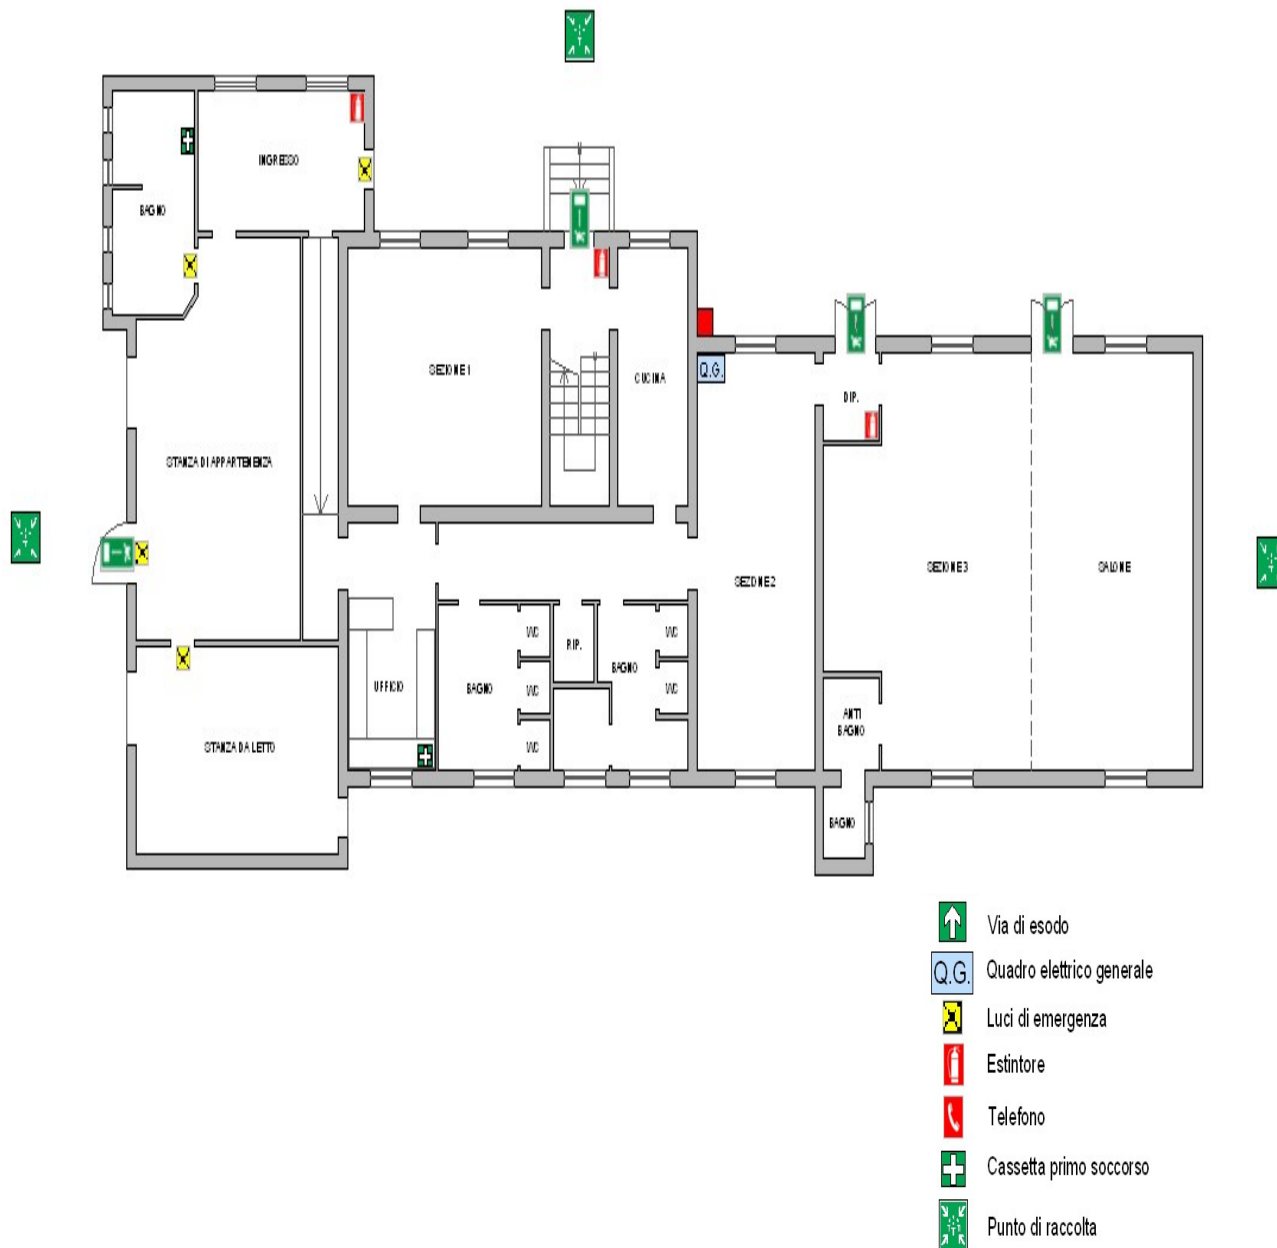 INGRESSO
BAGNO
SEZIONE 1
CUCINA
Q.G.
DIP.
STANZA DI APPARTENENZA
SEZIONE 2
SEZIONE 3
SALONE
WC
WC
RIP.
BAGNO
UFFICIO
BAGNO
WC
WC
ANTI
BAGNO
STANZA DA LETTO
WC
BAGNO
Via di esodo
Q.G.
Quadro elettrico generale
Luci di emergenza
Estintore
Telefono
Cassetta primo soccorso
Punto di raccolta